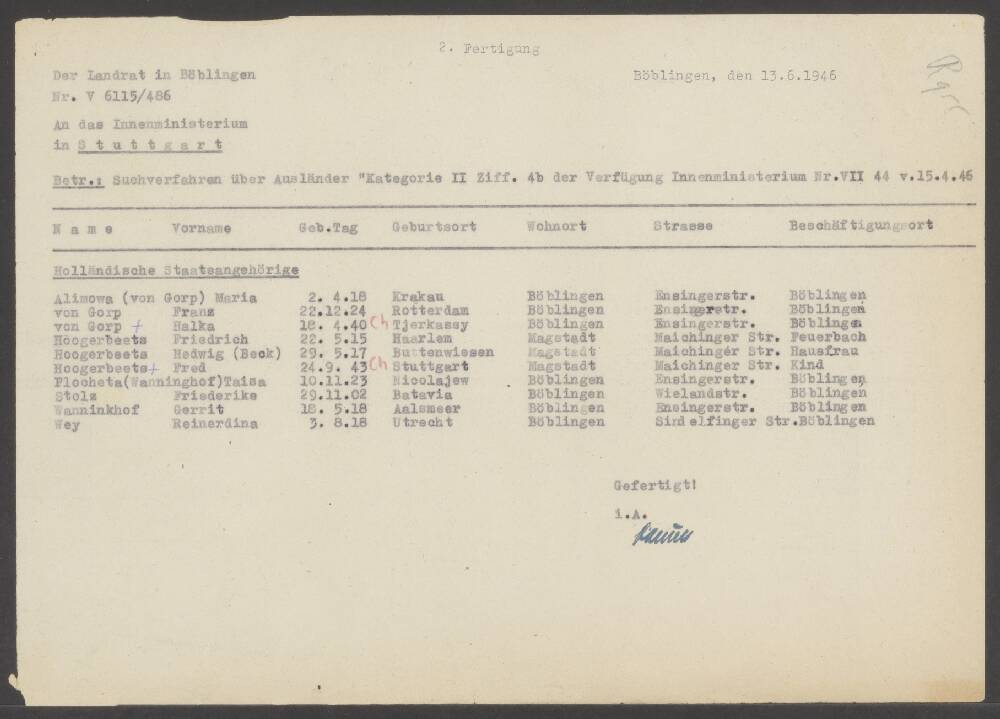 2. Fertigung
Der Landrat in Böblingen Böblingen, den 13.6.1946
Nr. V 6115/486
An das Innenministerium
in Stuttgart
Betr.: Suchverfahren über Ausländer "Kategorie II Ziff. 4b der Verfügung Innenministerium Nr.VII 44 v.15.4.46
Name Vorname Geb.Tag Geburtsort Wohnort Strasse Beschäftigungsort
Holländische Staatsangehörige
Alimowa (von Gorp) Maria 2. 4.18 Krakau Böblingen Ensingerstr. Böblingen
von Gorp Franz 22.12.24 Rotterdam Böblingen Ensingerstr. Böblingen
von Gorp + Halka 18. 4.40 Ch Tjerkassy Böblingen Ensingerstr. Böblingen
Hoogerbeets Friedrich 22. 5.15 Haarlem Magstadt Maichinger Str. Feuerbach
Hoogerbeets Hedwig (Beck) 29. 5.17 Buttenwiesen Magstadt Maichinger Str. Hausfrau
Hoogerbeets+ Fred 24.9. 43 Ch Stuttgart Magstadt Maichinger Str. Kind
Plocheta(Wanninghof)Taisa 10.11.23 Nicolajew Böblingen Ensingerstr. Böblingen
Stolz Friederike 29.11.02 Batavia Böblingen Wielandstr. Böblingen
Wanninkhof Gerrit 18. 5.18 Aalsmeer Böblingen Ensingerstr. Böblingen
Wey Reinerdina 3. 8.18 Utrecht Böblingen Sindelfinger Str.Böblingen
Gefertigt!
i.A.